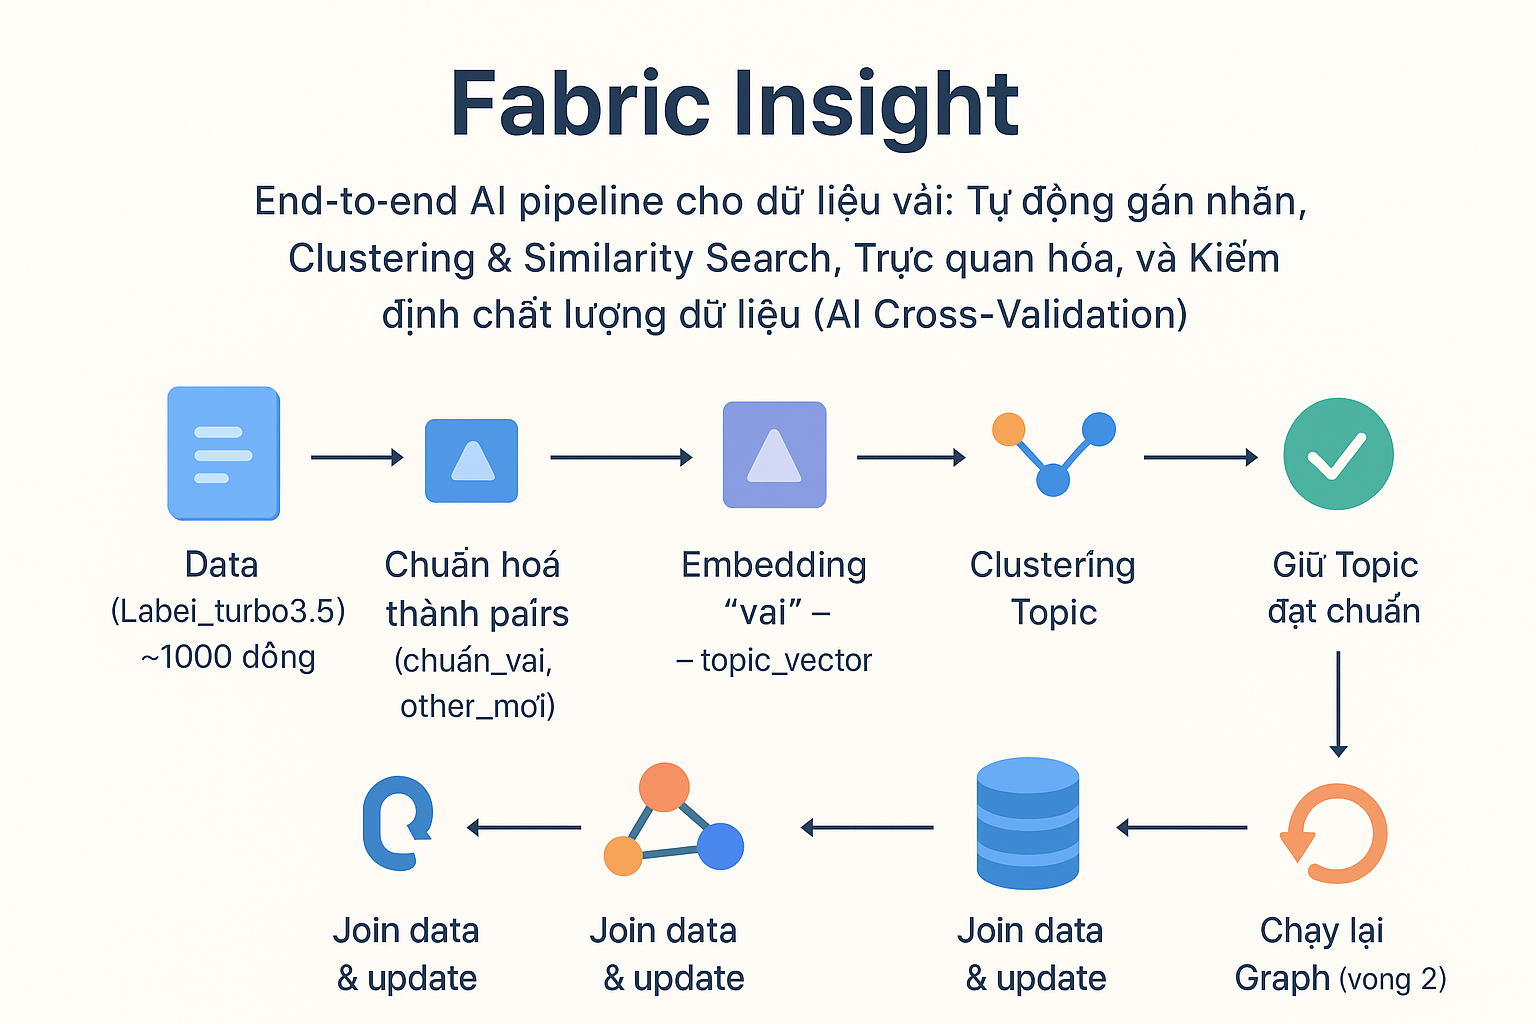 Fabric Insight
End-to-end AI pipeline cho dữ liệu vải: Tự động gán nhãn,
Clustering & Similarity Search, Trực quan hóa, và Kiểm
định chất lượng dữ liệu (AI Cross-Validation)
Data
(Labei_turbo3.5)
~1000 dông
Chuẩn hoá
thành paírs
(chuán_vai,
other_mơi)
Embedding
“vai” –
– topic_vector
Clusteríng
Topic
Giữ Topic
đạt chuẩn
Join data
& update
Join data
& update
Join data
& update
Chạy lại
Graph (vong 2)